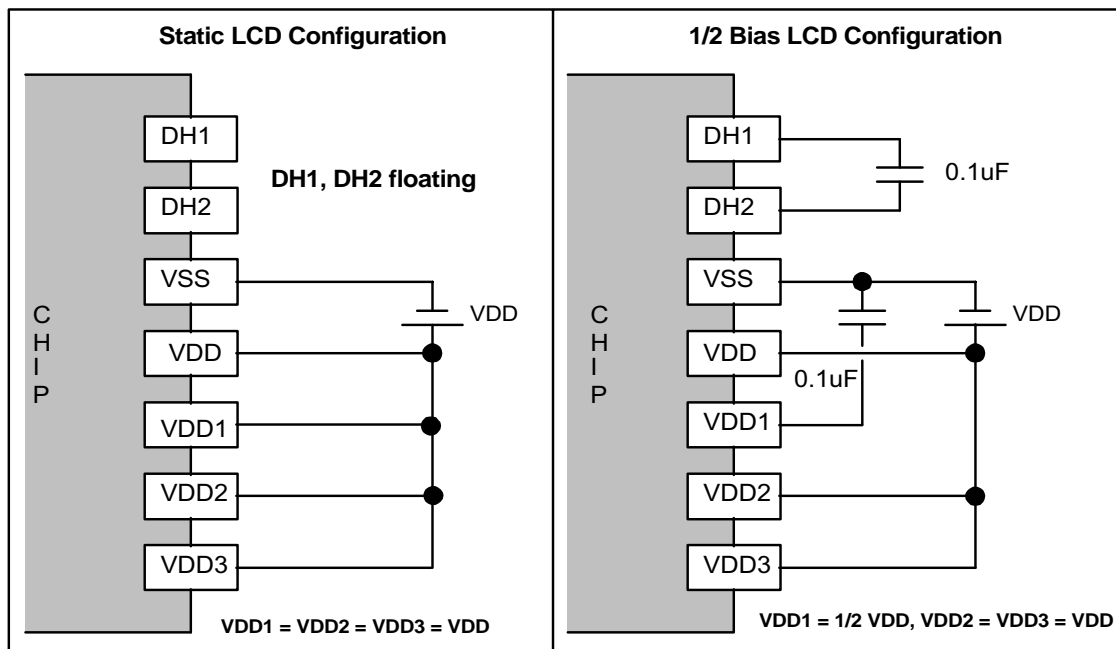 Static LCD Configuration
DH1
DH1, DH2 floating
DH2
VSS
CHIP
VDD
VDD
VDD1
VDD2
VDD3
VDD1 = VDD2 = VDD3 = VDD
1/2 Bias LCD Configuration
DH1
0.1uF
DH2
VSS
CHIP
VDD
VDD
0.1uF
VDD1
VDD2
VDD3
VDD1 = 1/2 VDD, VDD2 = VDD3 = VDD